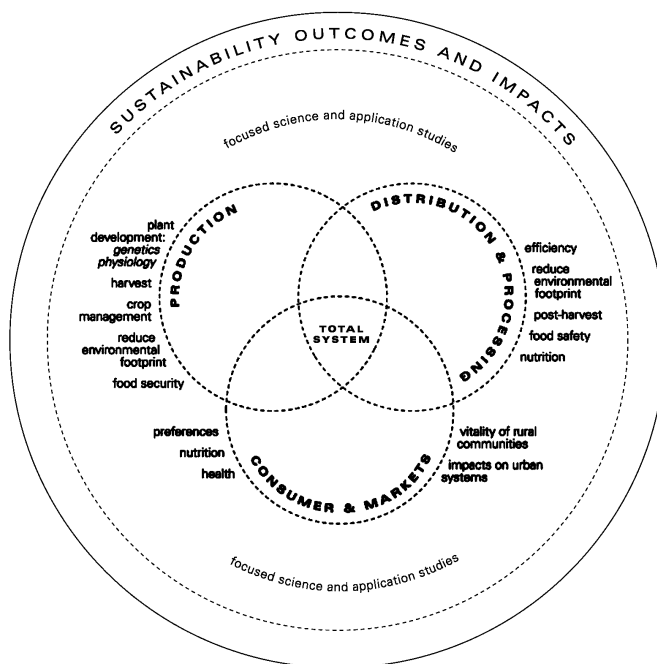 SUSTAINABILITY OUTCOMES AND IMPACTS
focused science and application studies
PRODUCTION
plant
development:
genetics
physiology
harvest
crop
management
reduce
environmental
footprint
food security
DISTRIBUTION & PROCESSING
efficiency
reduce
environmental
footprint
post-harvest
food safety
nutrition
TOTAL
SYSTEM
preferences
nutrition
health
CONSUMER & MARKETS
vitality of rural
communities
impacts on urban
systems
focused science and application studies